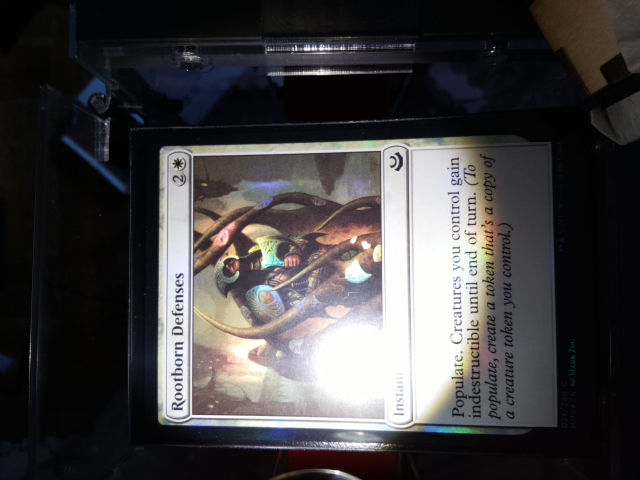 Rootborn Defenses 2
Instant
Populate. Creatures you control gain
indestructible until end of turn. (To
populate, create a token that's a copy of
a creature token you control.)